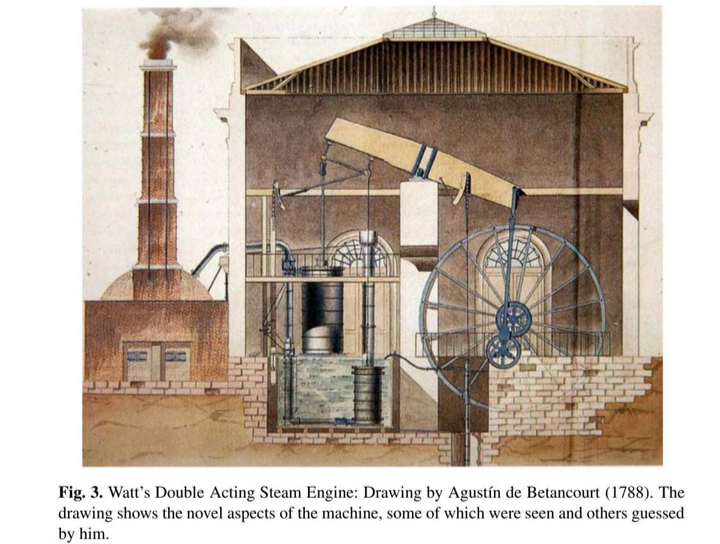 Fig. 3. Watt's Double Acting Steam Engine: Drawing by Agustín de Betancourt (1788). The
drawing shows the novel aspects of the machine, some of which were seen and others guessed
by him.